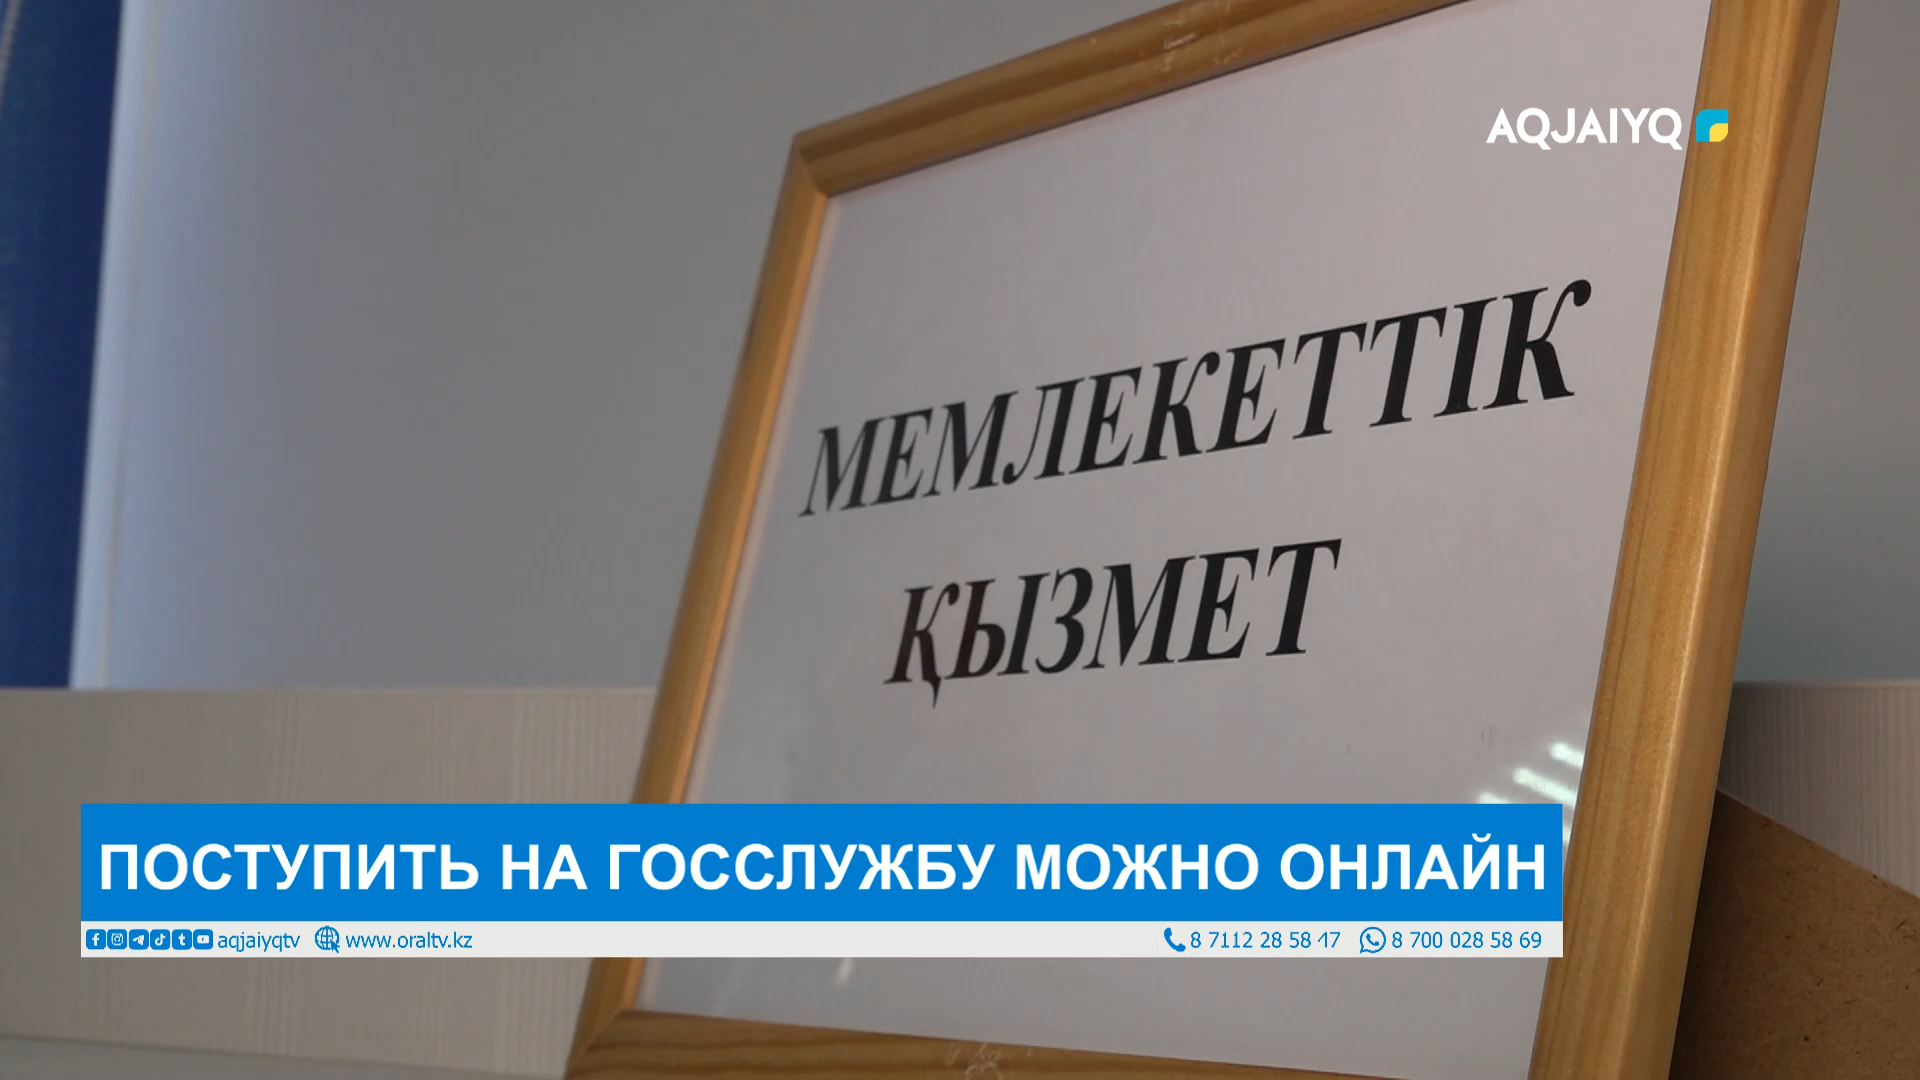 AQJAIYQ
МЕМЛЕКЕТТІК
ҚЫЗМЕТ
ПОСТУПИТЬ НА ГОССЛУЖБУ МОЖНО ОНЛАЙН
aqjaiyqtv www.oraltv.kz 8 7112 28 58 17 8 700 028 58 69